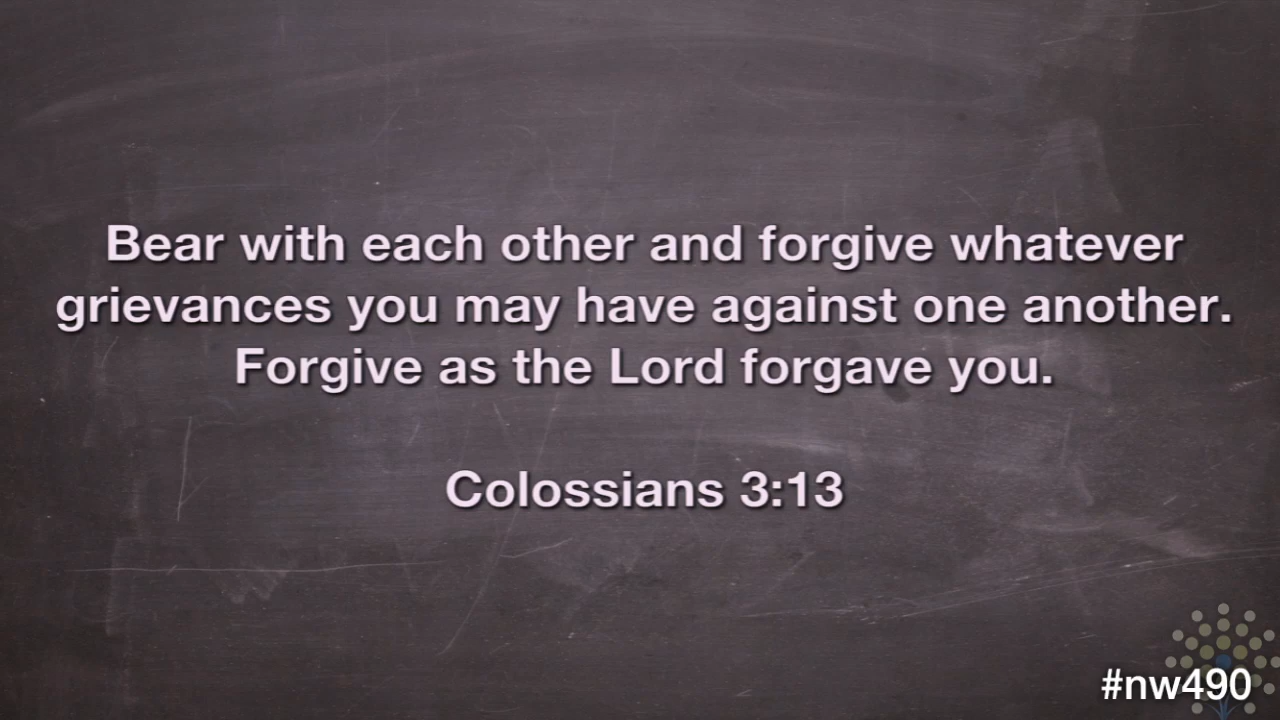 Bear with each other and forgive whatever
grievances you may have against one another.
Forgive as the Lord forgave you.
Colossians 3:13
#nw490